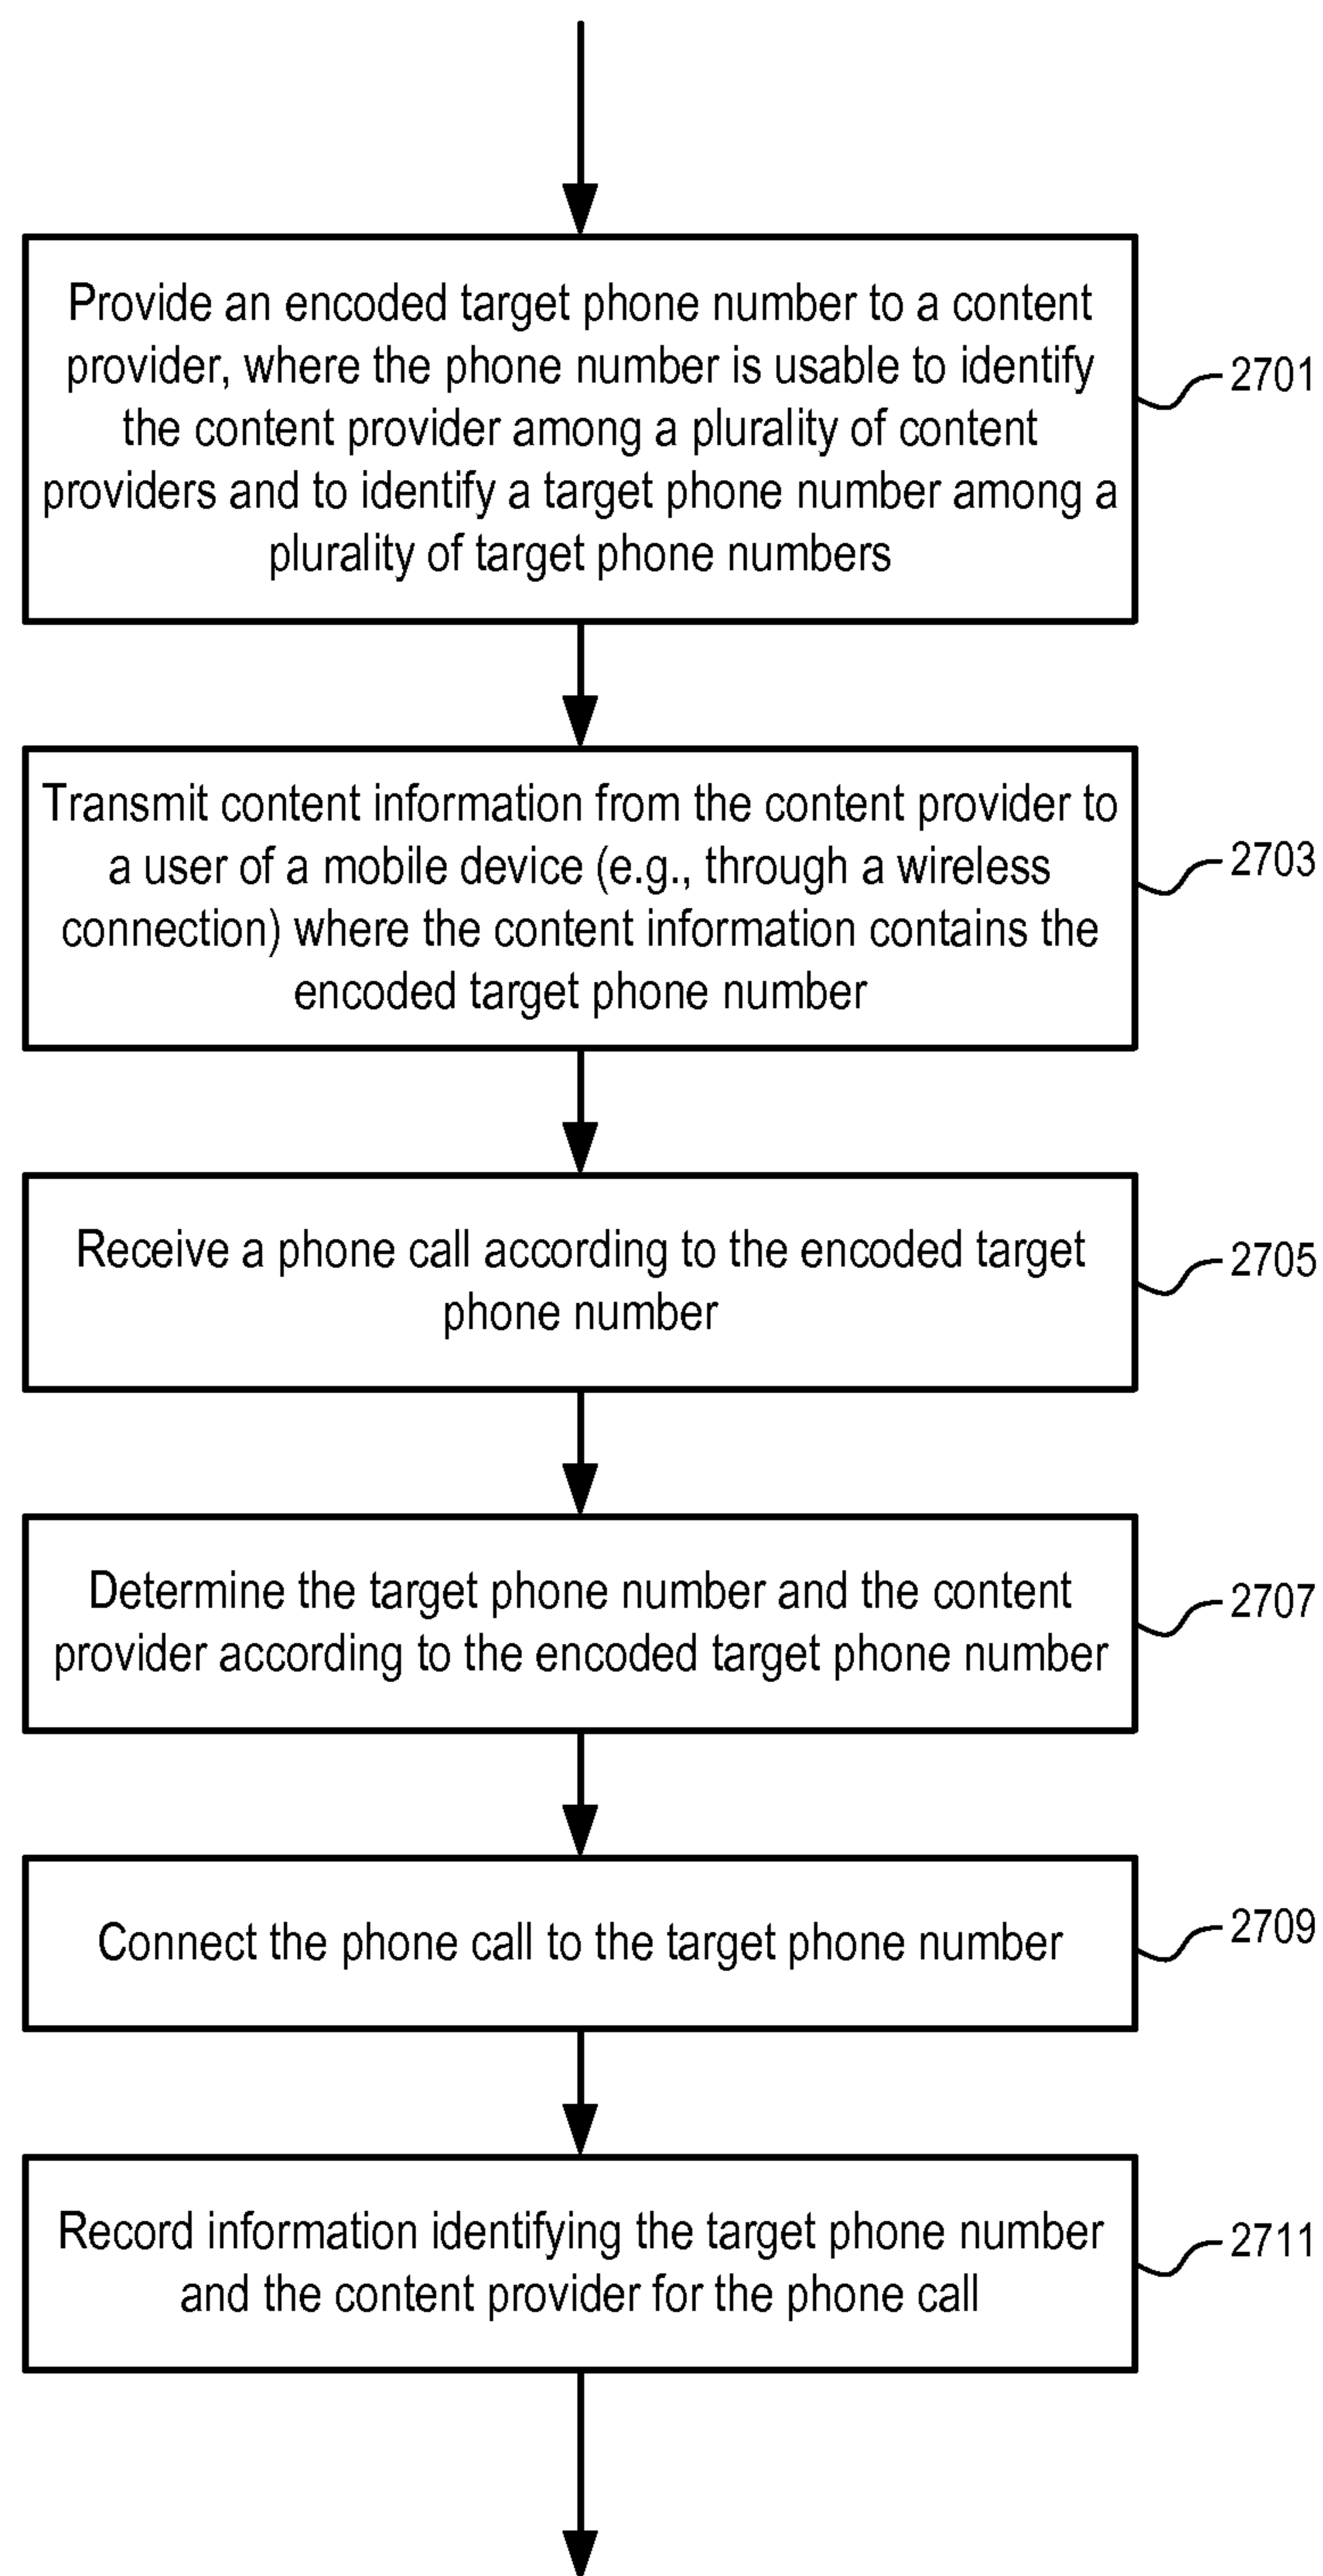 Provide an encoded target phone number to a content
provider, where the phone number is usable to identify
the content provider among a plurality of content
providers and to identify a target phone number among a
plurality of target phone numbers
2701
Transmit content information from the content provider to
a user of a mobile device (e.g., through a wireless
connection) where the content information contains the
encoded target phone number
2703
Receive a phone call according to the encoded target
phone number
2705
Determine the target phone number and the content
provider according to the encoded target phone number
2707
Connect the phone call to the target phone number
2709
Record information identifying the target phone number
and the content provider for the phone call
2711